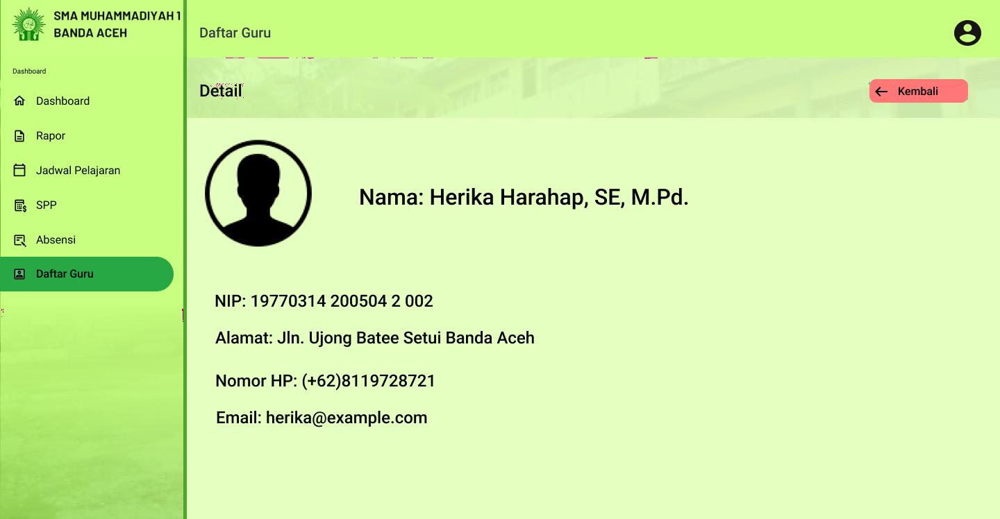 SMA MUHAMMADIYAH 1
BANDA ACEH
Dashboard
Dashboard
Rapor
Jadwal Pelajaran
SPP
Absensi
Daftar Guru
Daftar Guru
Detail
Kembali
Nama: Herika Harahap, SE, M.Pd.
NIP: 19770314 200504 2 002
Alamat: Jln. Ujong Batee Setui Banda Aceh
Nomor HP: (+62)8119728721
Email: herika@example.com